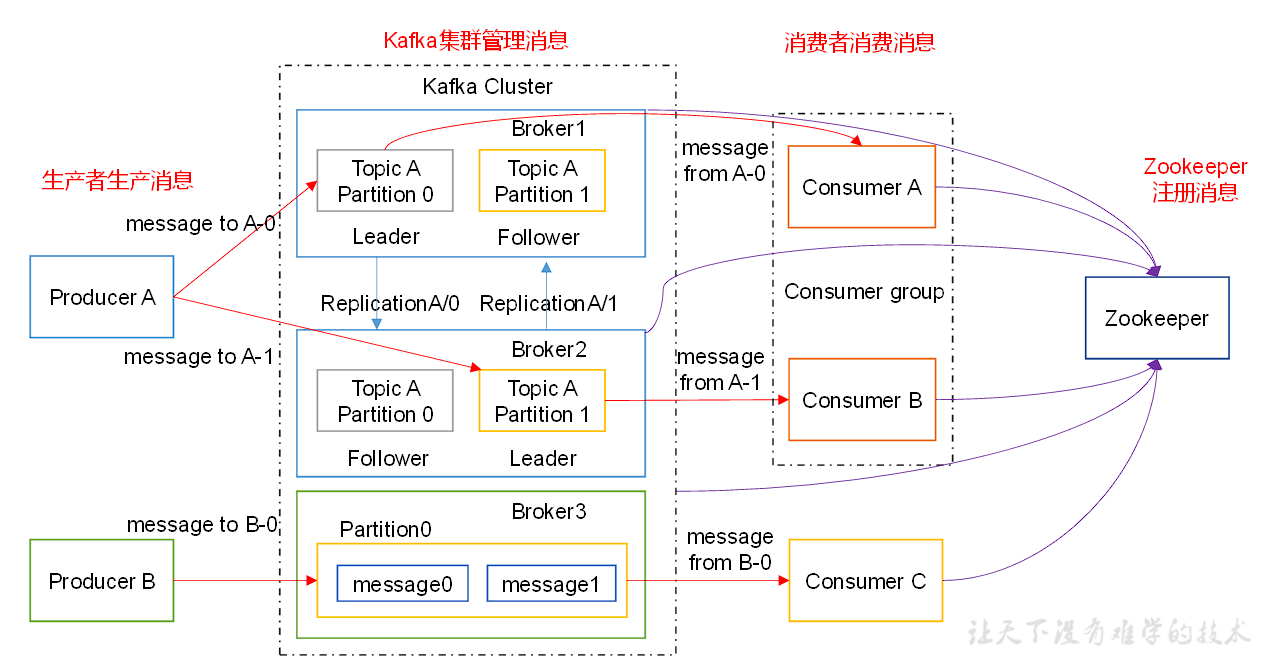 Kafka集群管理消息
消费者消费消息
Kafka Cluster
Broker1
Topic A
Partition 0
Topic A
Partition 1
Leader
Follower
message
from A-0
Consumer A
Zookeeper
注册消息
生产者生产消息
message to A-0
Producer A
message to A-1
ReplicationA/0
ReplicationA/1
Consumer group
Zookeeper
Broker2
Topic A
Partition 0
Topic A
Partition 1
Follower
Leader
message
from A-1
Consumer B
message to B-0
Producer B
Broker3
Partition0
message0
message1
message
from B-0
Consumer C
让天下没有难学的技术